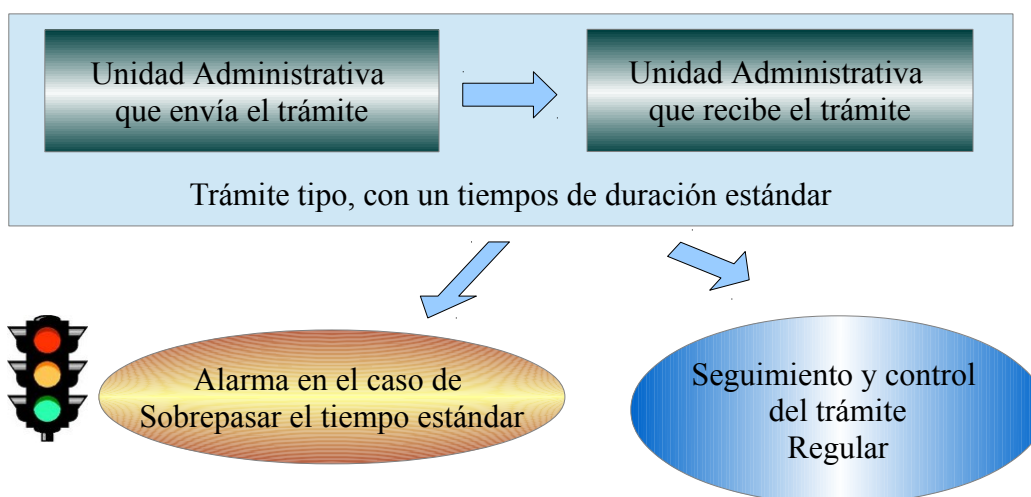 Unidad Administrativa
que envía el trámite
Unidad Administrativa
que recibe el trámite
Trámite tipo, con un tiempos de duración estándar
Alarma en el caso de
Sobrepasar el tiempo estándar
Seguimiento y control
del trámite
Regular